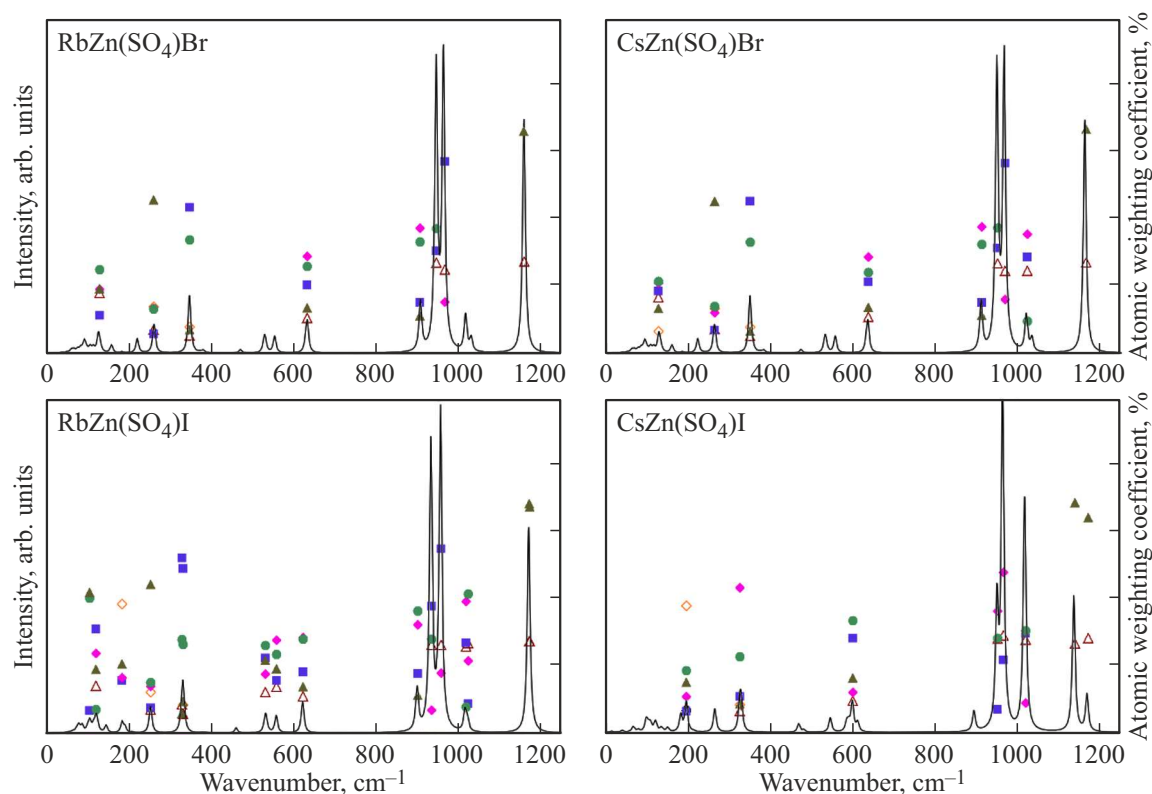 RbZn(SO4)Br
CsZn(SO4)Br
Intensity, arb. units
Atomic weighting coefficient, %
0 200 400 600 800 1000 1200
0 200 400 600 800 1000 1200
RbZn(SO4)I
CsZn(SO4)I
Intensity, arb. units
Atomic weighting coefficient, %
0 200 400 600 800 1000 1200
0 200 400 600 800 1000 1200
Wavenumber, cm–1
Wavenumber, cm–1